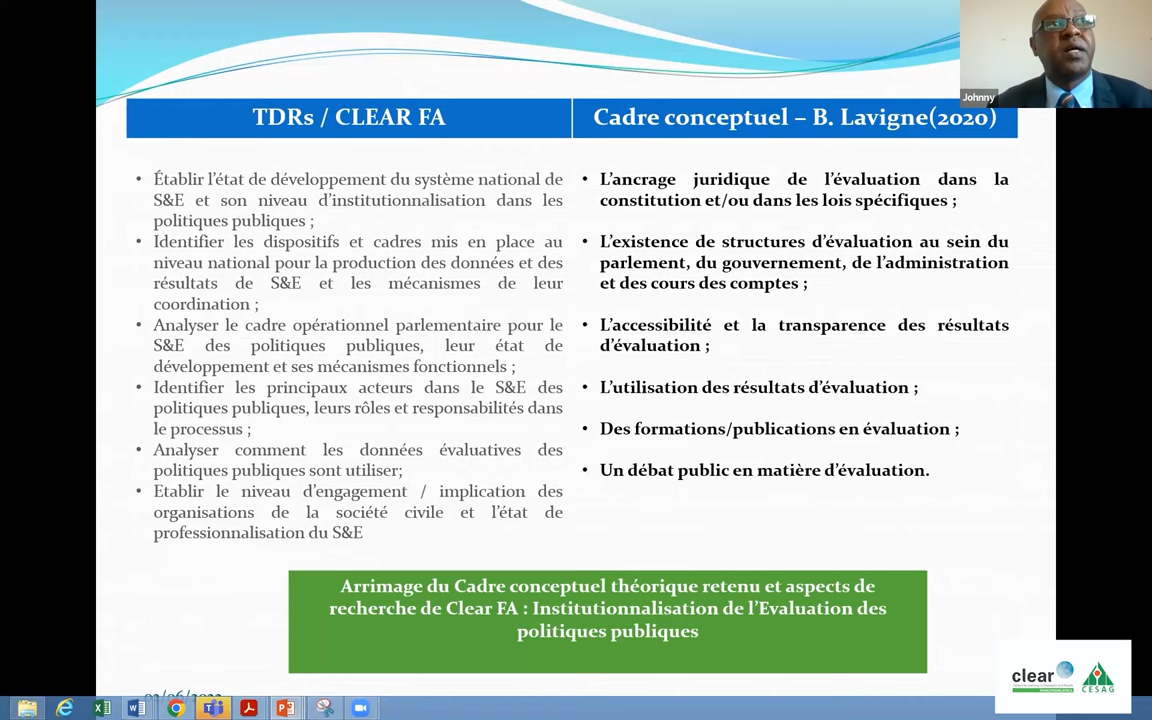 Johnny
TDRs / CLEAR FA
Cadre conceptuel – B. Lavigne(2020)
• Établir l’état de développement du système national de
S&E et son niveau d’institutionnalisation dans les
politiques publiques ;
• Identifier les dispositifs et cadres mis en place au
niveau national pour la production des données et des
résultats de S&E et les mécanismes de leur
coordination ;
• Analyser le cadre opérationnel parlementaire pour le
S&E des politiques publiques, leur état de
développement et ses mécanismes fonctionnels ;
• Identifier les principaux acteurs dans le S&E des
politiques publiques, leurs rôles et responsabilités dans
le processus ;
• Analyser comment les données évaluatives des
politiques publiques sont utiliser;
• Etablir le niveau d’engagement / implication des
organisations de la société civile et l’état de
professionnalisation du S&E
• L’ancrage juridique de l’évaluation dans la
constitution et/ou dans les lois spécifiques ;
• L’existence de structures d’évaluation au sein du
parlement, du gouvernement, de l’administration
et des cours des comptes ;
• L’accessibilité et la transparence des résultats
d’évaluation ;
• L’utilisation des résultats d’évaluation ;
• Des formations/publications en évaluation ;
• Un débat public en matière d’évaluation.
Arrimage du Cadre conceptuel théorique retenu et aspects de
recherche de Clear FA : Institutionnalisation de l’Evaluation des
politiques publiques
clear
CESAG